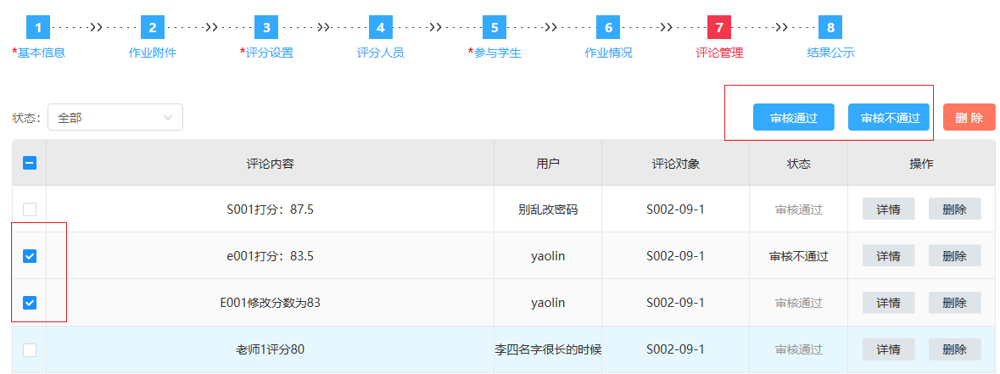 1 2 3 4 5 6 7 8
*基本信息 作业附件 *评分设置 评分人员 *参与学生 作业情况 评论管理 结果公示
状态: 全部 审核通过 审核不通过 删 除
评论内容 用户 评论对象 状态 操作
S001打分：87.5 别乱改密码 S002-09-1 审核通过 详情 删除
e001打分：83.5 yaolin S002-09-1 审核不通过 详情 删除
E001修改分数为83 yaolin S002-09-1 审核通过 详情 删除
老师1评分80 李四名字很长的时候 S002-09-1 审核通过 详情 删除